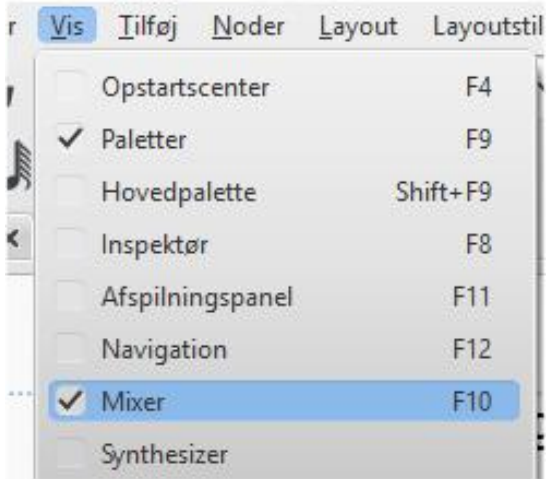 r Vis Tilføj Noder Layout Layoutstil
Opstartscenter F4
Paletter F9
Hovedpalette Shift+F9
Inspektør F8
Afspilningspanel F11
Navigation F12
Mixer F10
Synthesizer